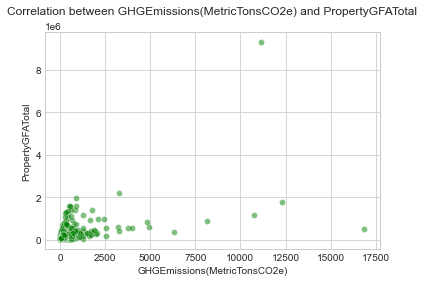 Correlation between GHGEmissions(MetricTonsCO2e) and PropertyGFATotal
1e6
8
6
4
2
0
PropertyGFATotal
0 2500 5000 7500 10000 12500 15000 17500
GHGEmissions(MetricTonsCO2e)